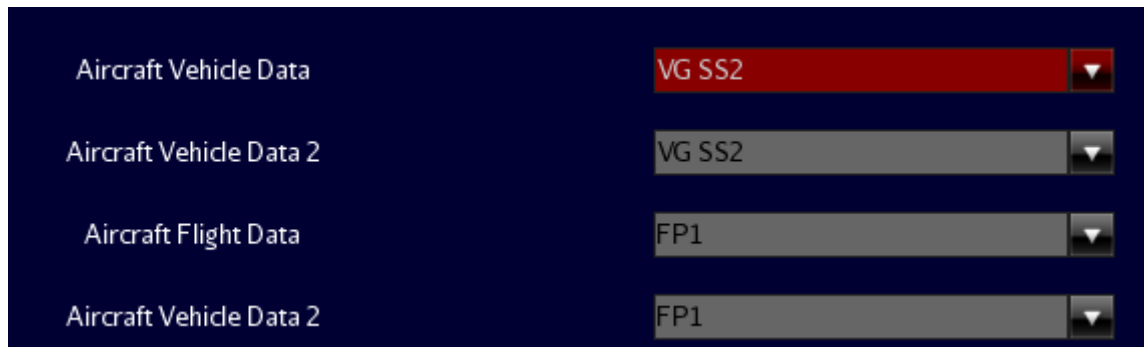 Aircraft Vehicle Data VG SS2
Aircraft Vehicle Data 2 VG SS2
Aircraft Flight Data FP1
Aircraft Vehicle Data 2 FP1